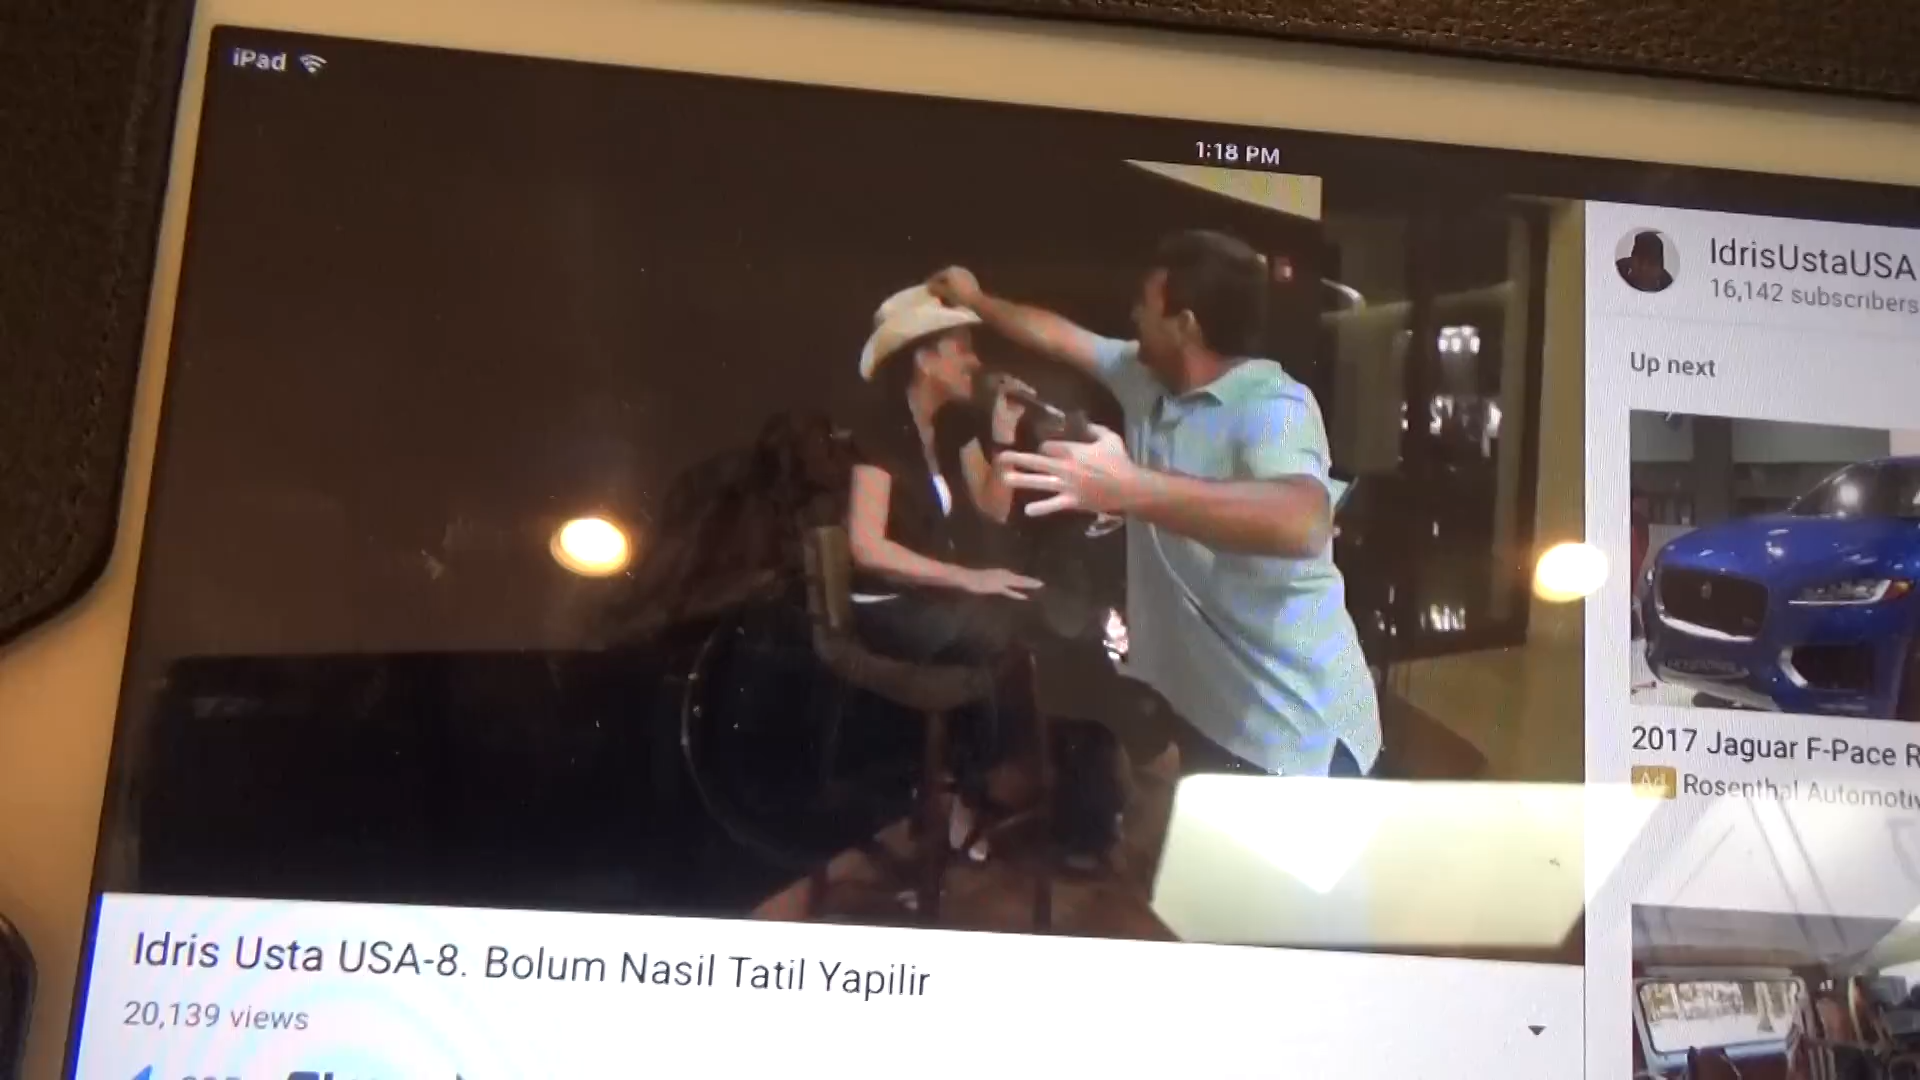 iPad
1:18 PM
IdrisUstaUSA
16,142 subscribers
Up next
2017 Jaguar F-Pace R
Ad Rosenthal
Idris Usta USA-8. Bolum Nasil Tatil Yapilir
20,139 views